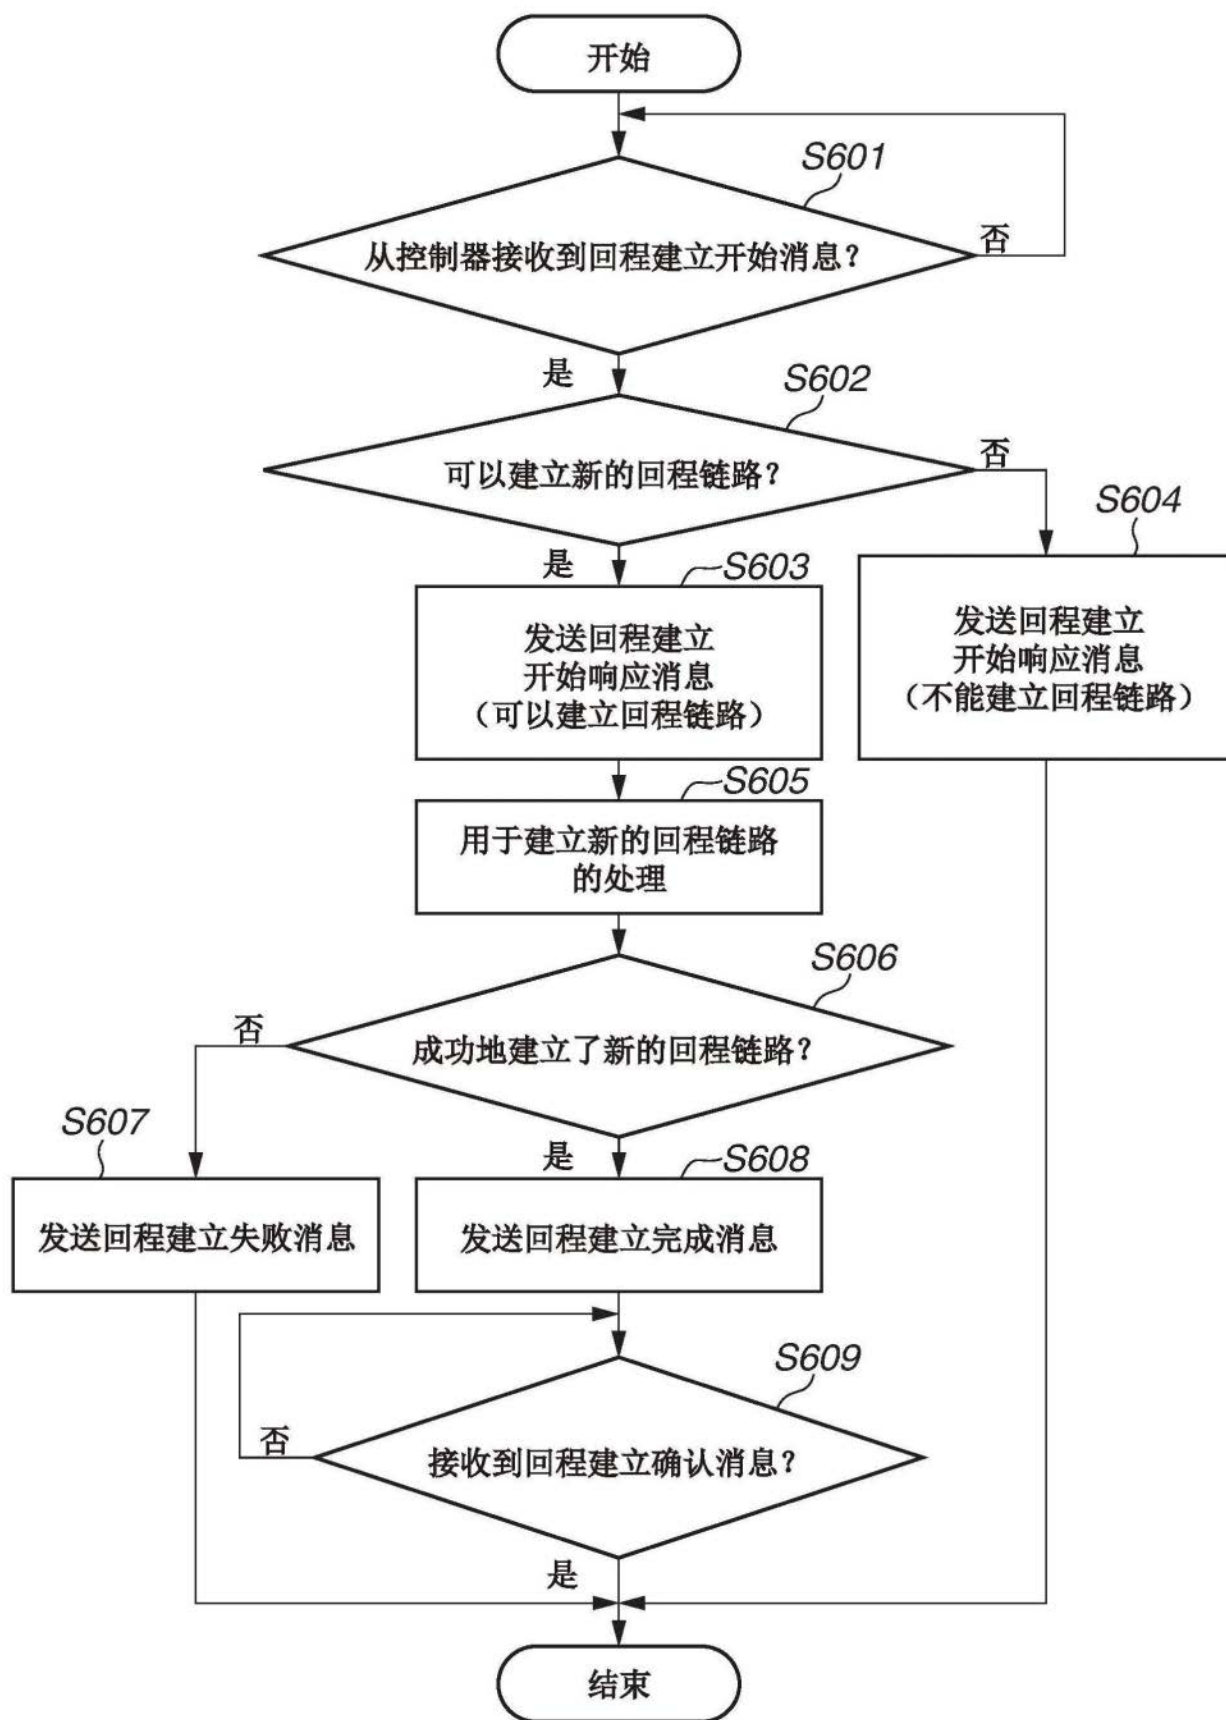 开始
S601
从控制器接收到回程建立开始消息？
否
是
S602
可以建立新的回程链路？
否
是
S603
发送回程建立
开始响应消息
（可以建立回程链路）
S604
发送回程建立
开始响应消息
（不能建立回程链路）
S605
用于建立新的回程链路
的处理
S606
成功地建立了新的回程链路？
否
是
S607
发送回程建立失败消息
S608
发送回程建立完成消息
S609
接收到回程建立确认消息？
否
是
结束